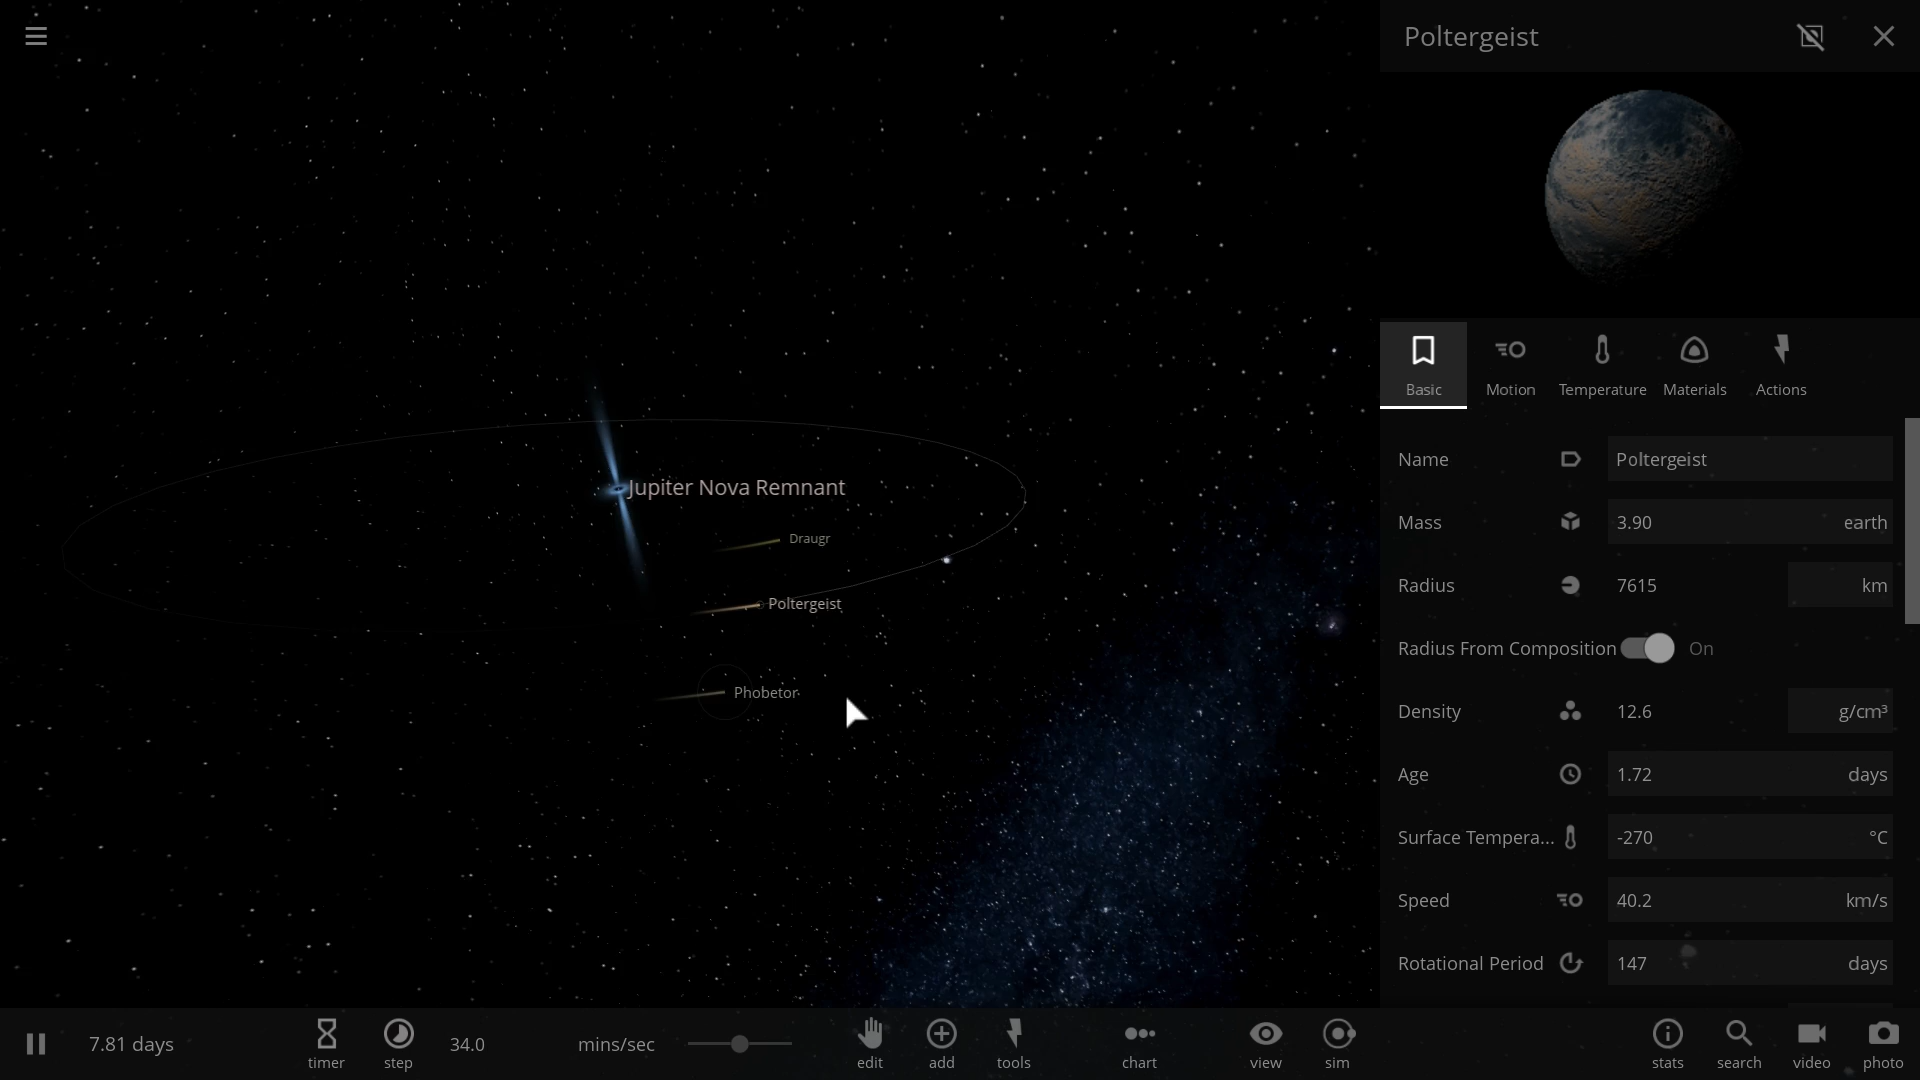 Poltergeist
Jupiter Nova Remnant
Draugr
Poltergeist
Phobetor
Basic
Motion
Temperature
Materials
Actions
Name Poltergeist
Mass 3.90 earth
Radius 7615 km
Radius From Composition On
Density 12.6 g/cm³
Age 1.72 days
Surface Tempera... -270 °C
Speed 40.2 km/s
Rotational Period 147 days
7.81 days
timer
step
34.0 mins/sec
edit
add
tools
chart
view
sim
stats
search
video
photo